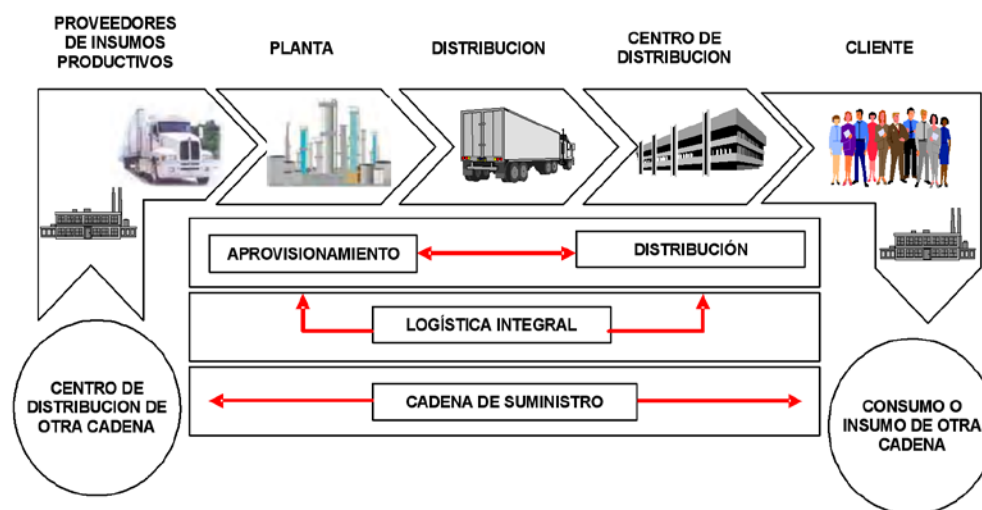 PROVEEDORES
DE INSUMOS
PRODUCTIVOS
PLANTA
DISTRIBUCION
CENTRO DE
DISTRIBUCION
CLIENTE
APROVISIONAMIENTO
DISTRIBUCIÓN
LOGÍSTICA INTEGRAL
CADENA DE SUMINISTRO
CENTRO DE
DISTRIBUCION DE
OTRA CADENA
CONSUMO O
INSUMO DE OTRA
CADENA